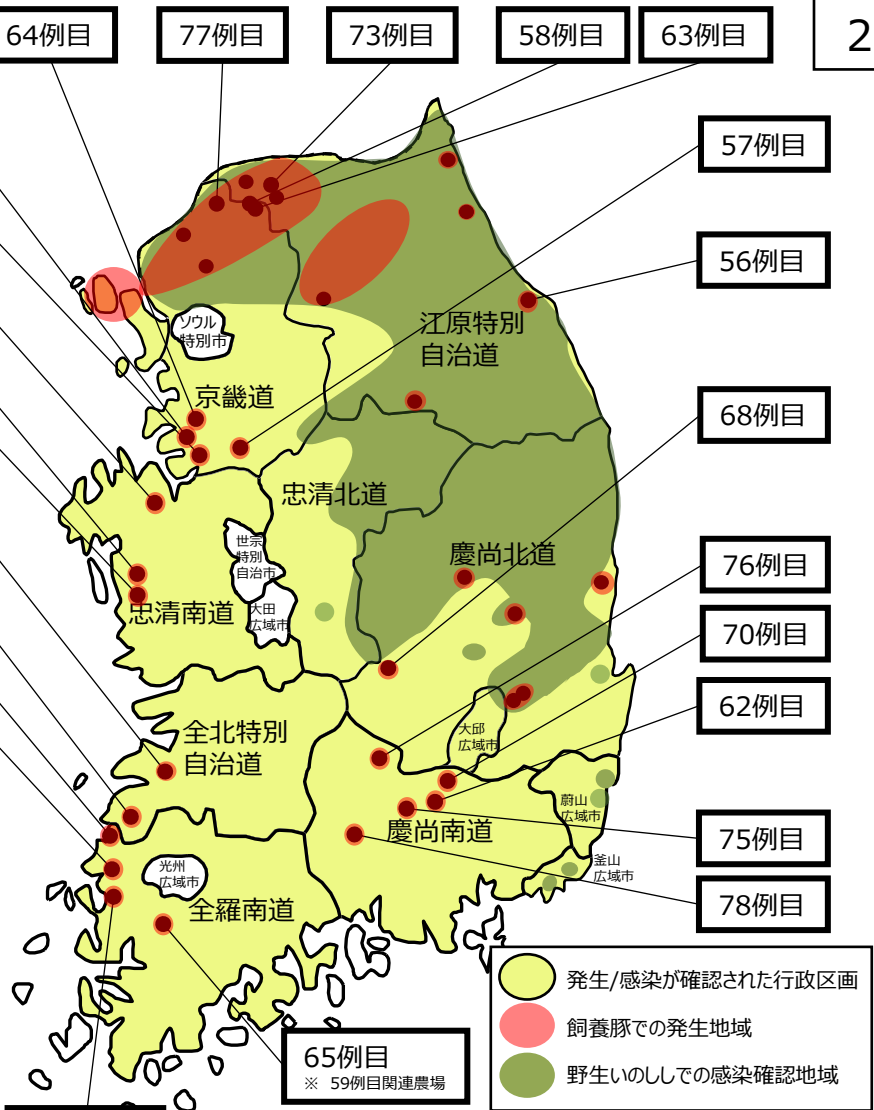 64例目
77例目
73例目
58例目
63例目
2
57例目
56例目
ソウル
特別市
江原特別
自治道
京畿道
68例目
忠清北道
世宗
特別
自治市
慶尚北道
76例目
忠清南道
大田
広域市
70例目
62例目
全北特別
自治道
大邱
広域市
蔚山
広域市
慶尚南道
75例目
光州
広域市
釜山
広域市
78例目
全羅南道
発生/感染が確認された行政区画
飼養豚での発生地域
野生いのししでの感染確認地域
65例目
※ 59例目関連農場